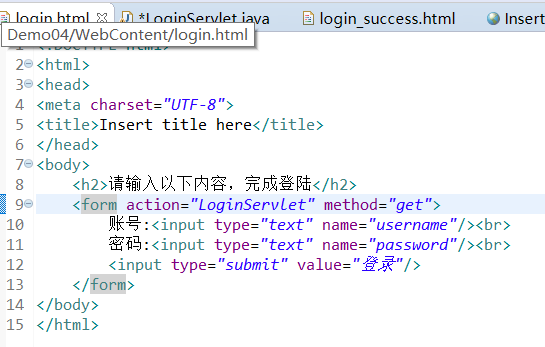 login.html *LoginServlet.java login_success.html Insert
Demo04/WebContent/login.html
2 <html>
3 <head>
4 <meta charset="UTF-8">
5 <title>Insert title here</title>
6 </head>
7 <body>
8 <h2>请输入以下内容，完成登陆</h2>
9 <form action="LoginServlet" method="get">
10 账号:<input type="text" name="username"/><br>
11 密码:<input type="text" name="password"/><br>
12 <input type="submit" value="登录"/>
13 </form>
14 </body>
15 </html>